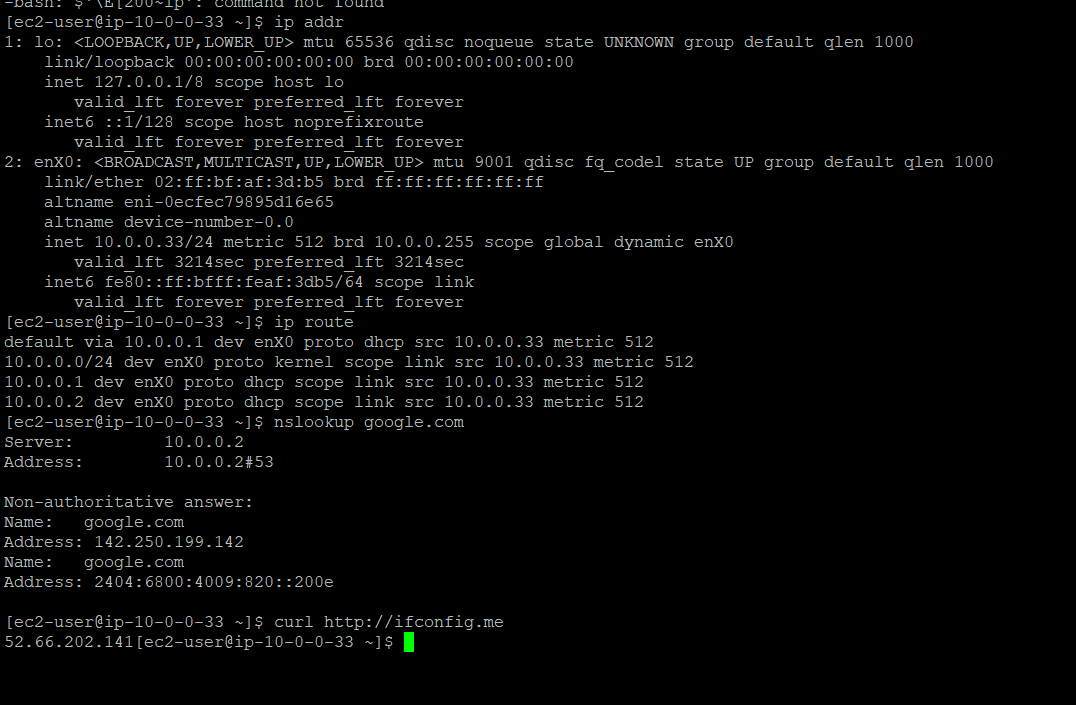 -bash: $'\E[200~ip': command not found
[ec2-user@ip-10-0-0-33 ~]$ ip addr
1: lo: <LOOPBACK,UP,LOWER_UP> mtu 65536 qdisc noqueue state UNKNOWN group default qlen 1000
    link/loopback 00:00:00:00:00:00 brd 00:00:00:00:00:00
    inet 127.0.0.1/8 scope host lo
       valid_lft forever preferred_lft forever
    inet6 ::1/128 scope host noprefixroute
       valid_lft forever preferred_lft forever
2: enX0: <BROADCAST,MULTICAST,UP,LOWER_UP> mtu 9001 qdisc fq_codel state UP group default qlen 1000
    link/ether 02:ff:bf:af:3d:b5 brd ff:ff:ff:ff:ff:ff
    altname eni-0ecfec79895d16e65
    altname device-number-0.0
    inet 10.0.0.33/24 metric 512 brd 10.0.0.255 scope global dynamic enX0
       valid_lft 3214sec preferred_lft 3214sec
    inet6 fe80::ff:bfff:feaf:3db5/64 scope link
       valid_lft forever preferred_lft forever
[ec2-user@ip-10-0-0-33 ~]$ ip route
default via 10.0.0.1 dev enX0 proto dhcp src 10.0.0.33 metric 512
10.0.0.0/24 dev enX0 proto kernel scope link src 10.0.0.33 metric 512
10.0.0.1 dev enX0 proto dhcp scope link src 10.0.0.33 metric 512
10.0.0.2 dev enX0 proto dhcp scope link src 10.0.0.33 metric 512
[ec2-user@ip-10-0-0-33 ~]$ nslookup google.com
Server:         10.0.0.2
Address:        10.0.0.2#53

Non-authoritative answer:
Name:   google.com
Address: 142.250.199.142
Name:   google.com
Address: 2404:6800:4009:820::200e

[ec2-user@ip-10-0-0-33 ~]$ curl http://ifconfig.me
52.66.202.141[ec2-user@ip-10-0-0-33 ~]$